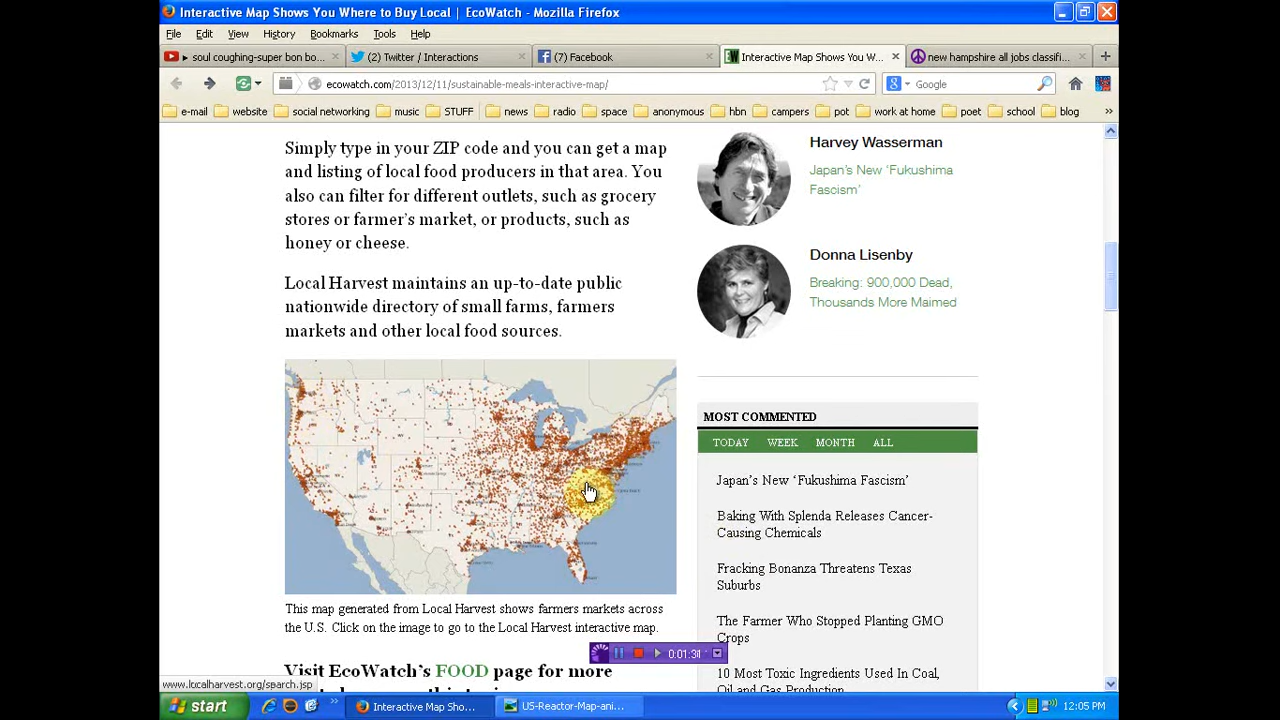 Interactive Map Shows You Where to Buy Local | EcoWatch - Mozilla Firefox
File Edit View History Bookmarks Tools Help
soul coughing-super bon bo...
(2) Twitter / Interactions
(7) Facebook
Interactive Map Shows You W...
new hampshire all jobs classifi...
ecowatch.com/2013/12/11/sustainable-meals-interactive-map/
Google
e-mail website social networking music STUFF news radio space anonymous hbn campers pot work at home poet school blog
Simply type in your ZIP code and you can get a map
and listing of local food producers in that area. You
also can filter for different outlets, such as grocery
stores or farmer's market, or products, such as
honey or cheese.
Local Harvest maintains an up-to-date public
nationwide directory of small farms, farmers
markets and other local food sources.
This map generated from Local Harvest shows farmers markets across
the U.S. Click on the image to go to the Local Harvest interactive map.
Visit EcoWatch's FOOD page for more
Harvey Wasserman
Japan's New 'Fukushima
Fascism'
Donna Lisenby
Breaking: 900,000 Dead,
Thousands More Maimed
MOST COMMENTED
TODAY WEEK MONTH ALL
Japan's New 'Fukushima Fascism'
Baking With Splenda Releases Cancer-
Causing Chemicals
Fracking Bonanza Threatens Texas
Suburbs
The Farmer Who Stopped Planting GMO
Crops
10 Most Toxic Ingredients Used In Coal,
Oil and Gas Production
0:01:31
www.localharvest.org/search.jsp
start
Interactive Map Sho...
US-Reactor-Map-ani...
12:05 PM